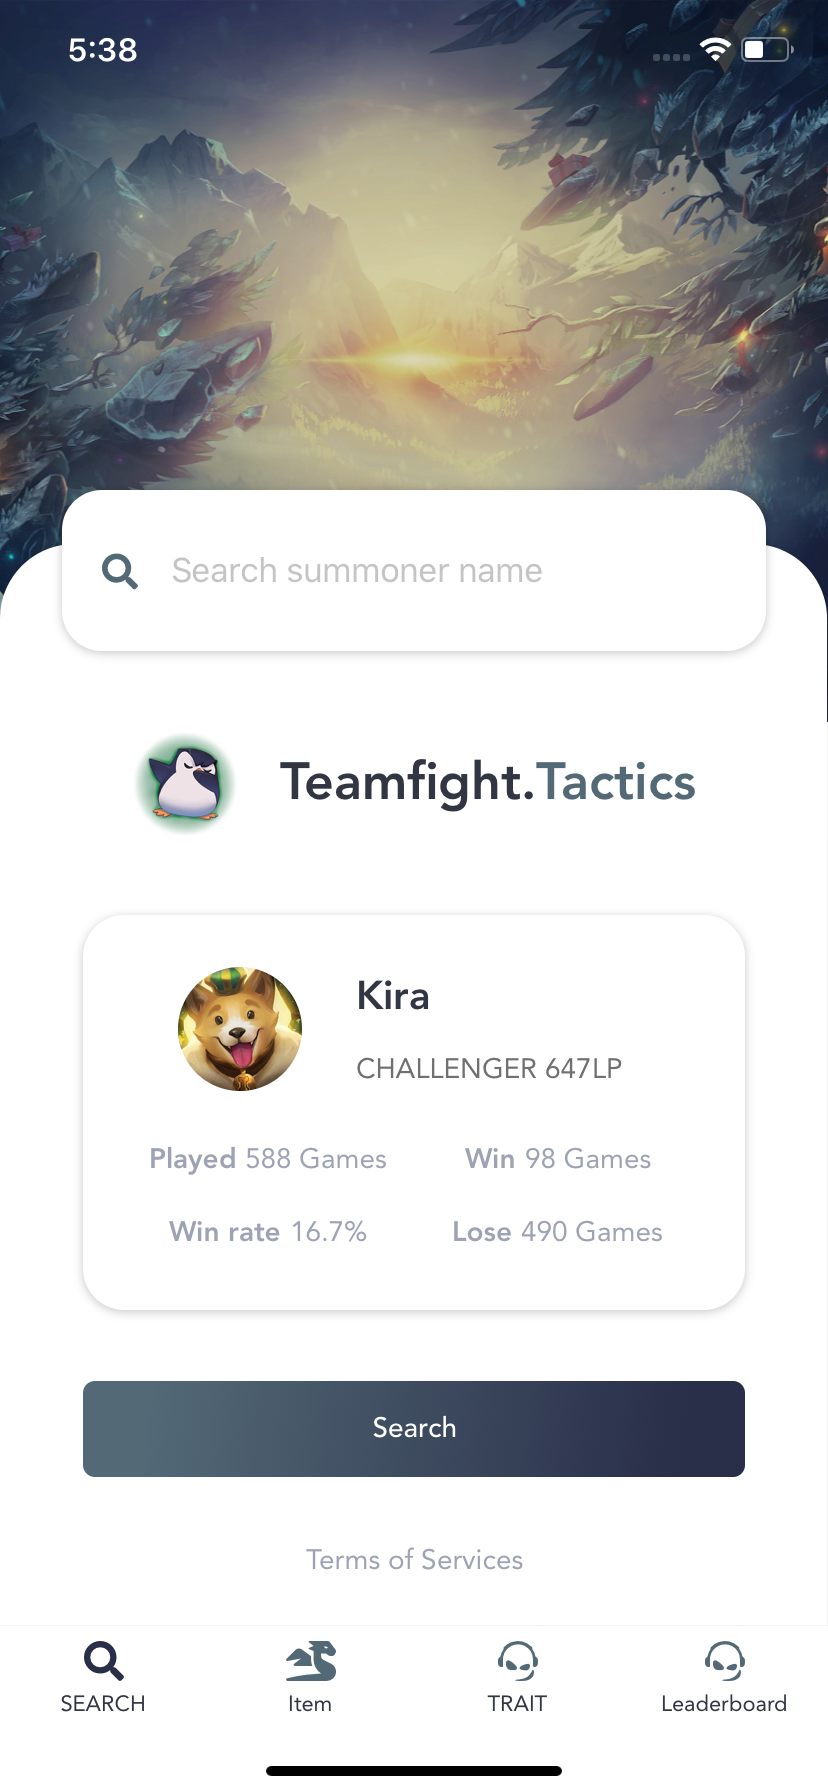 5:38
Search summoner name
Teamfight.Tactics
Kira
CHALLENGER 647LP
Played 588 Games
Win 98 Games
Win rate 16.7%
Lose 490 Games
Search
Terms of Services
SEARCH
Item
TRAIT
Leaderboard